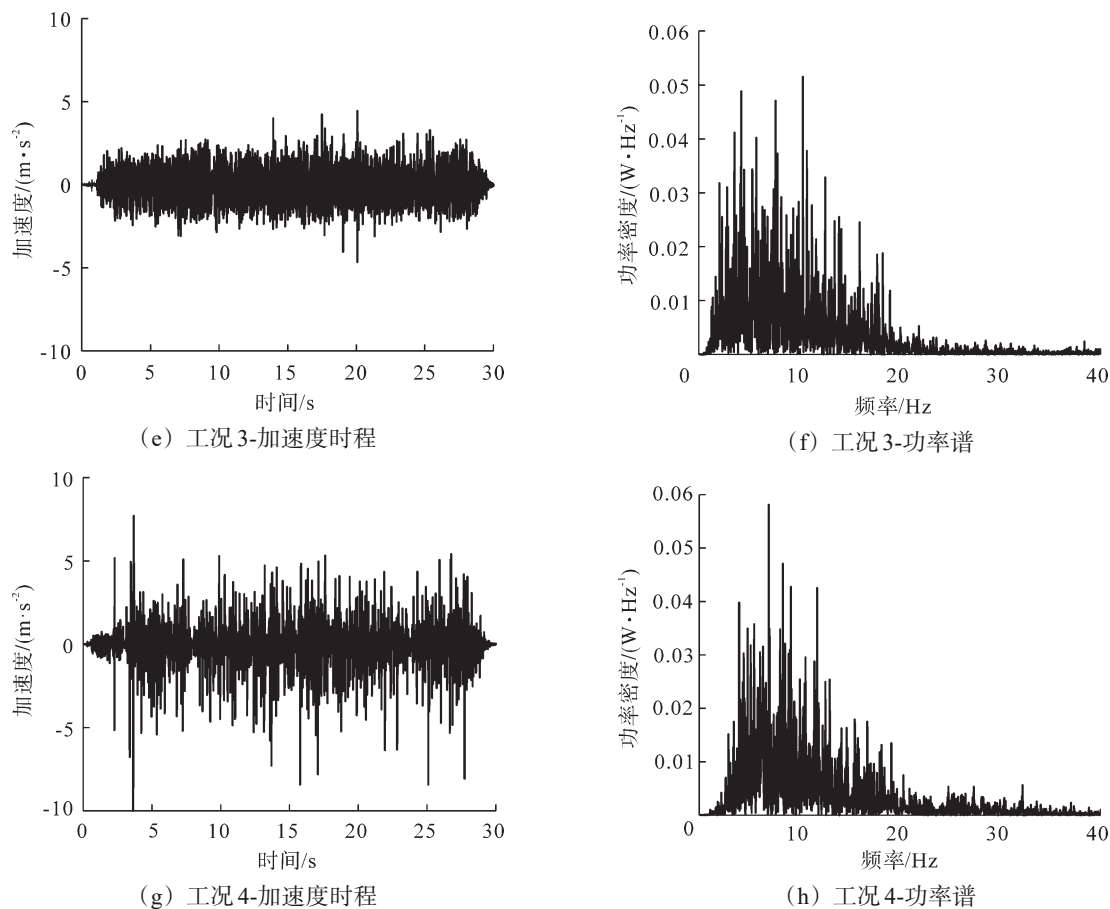 10
5
0
-5
-10
加速度/(m·s⁻²)
0 5 10 15 20 25 30
时间/s
(e) 工况3-加速度时程
0.06
0.05
0.04
0.03
0.02
0.01
功率密度/(W·Hz⁻¹)
0 10 20 30 40
频率/Hz
(f) 工况3-功率谱
10
5
0
-5
-10
加速度/(m·s⁻²)
0 5 10 15 20 25 30
时间/s
(g) 工况4-加速度时程
0.06
0.05
0.04
0.03
0.02
0.01
功率密度/(W·Hz⁻¹)
0 10 20 30 40
频率/Hz
(h) 工况4-功率谱